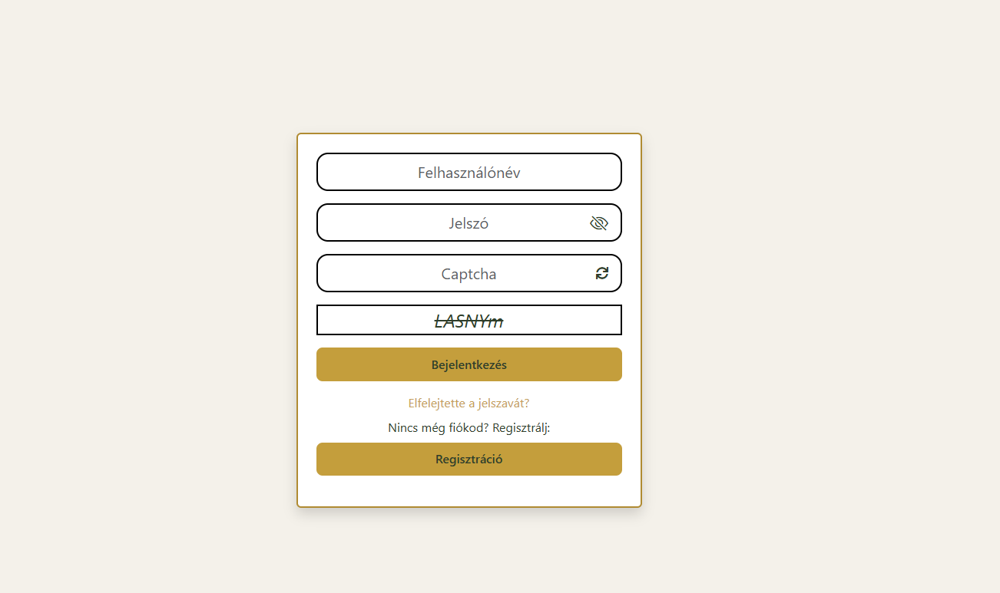 Felhasználónév
Jelszó
Captcha
LASNYm
Bejelentkezés
Elfelejtette a jelszavát?
Nincs még fiókod? Regisztrálj:
Regisztráció